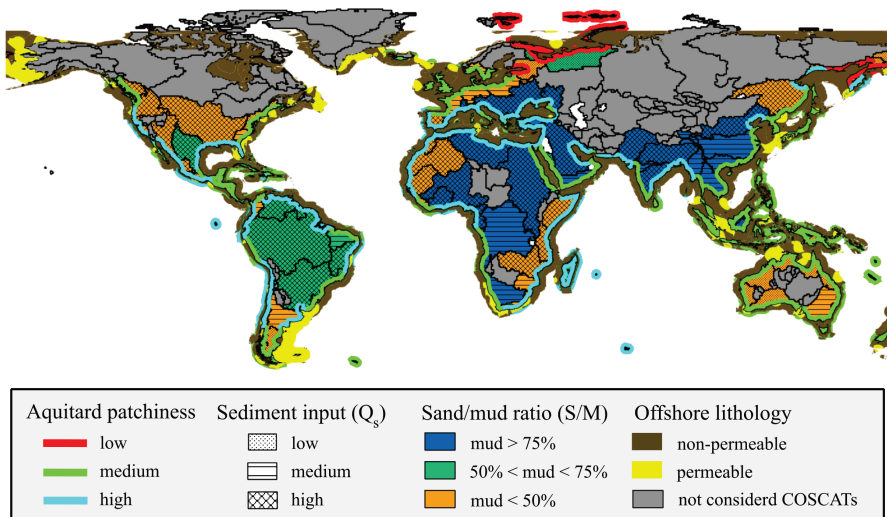 Aquitard patchiness
low
medium
high
Sediment input (Qs)
low
medium
high
Sand/mud ratio (S/M)
mud > 75%
50% < mud < 75%
mud < 50%
Offshore lithology
non-permeable
permeable
not considerd COSCATs